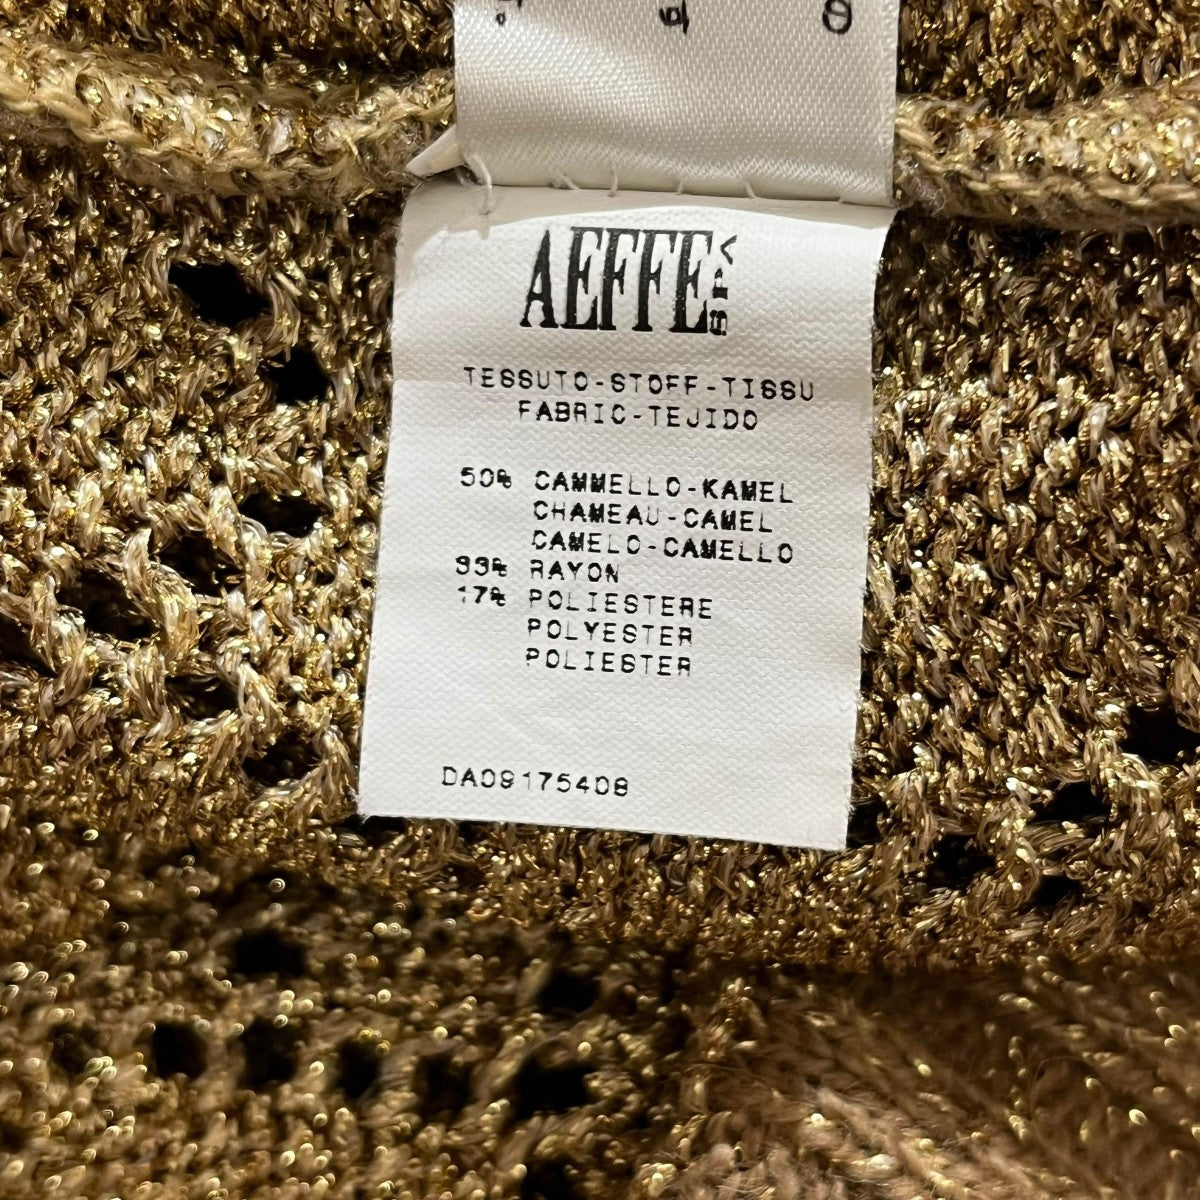 AEFFE SPA
TESSUTO-STOFF-TISSU
FABRIC-TEJIDO
50% CAMMELLO-KAMEL
CHAMEAU-CAMEL
CAMELO-CAMELLO
33% RAYON
17% POLIESTERE
POLYESTER
POLIESTER
DA09175408